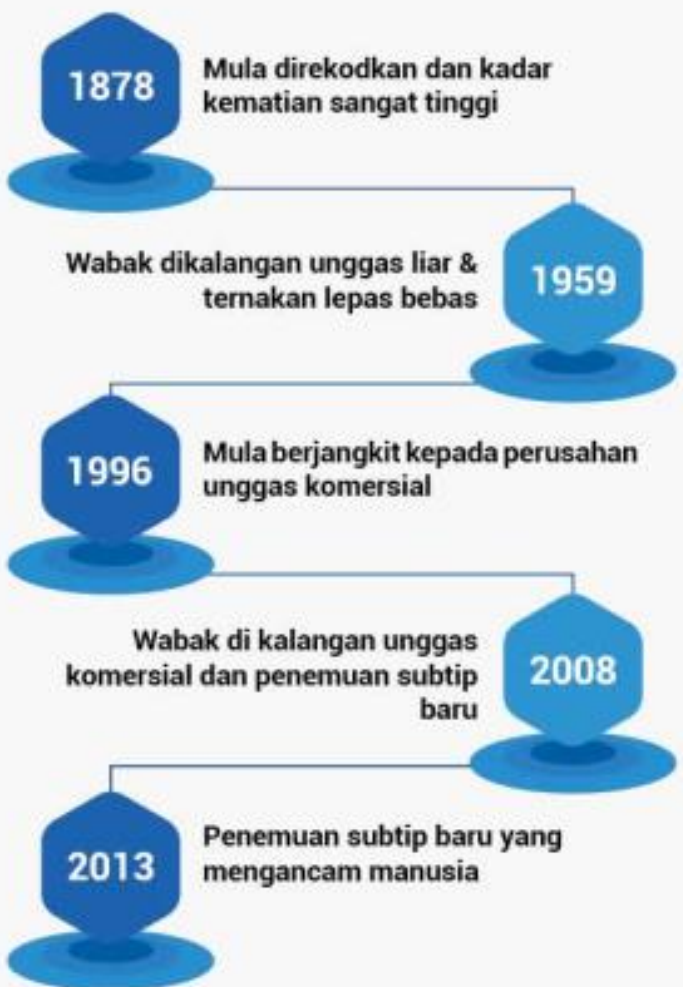 1878
Mula direkodkan dan kadar
kematian sangat tinggi
Wabak dikalangan unggas liar &
ternakan lepas bebas
1959
1996
Mula berjangkit kepada perusahan
unggas komersial
Wabak di kalangan unggas
komersial dan penemuan subtip
baru
2008
2013
Penemuan subtip baru yang
mengancam manusia